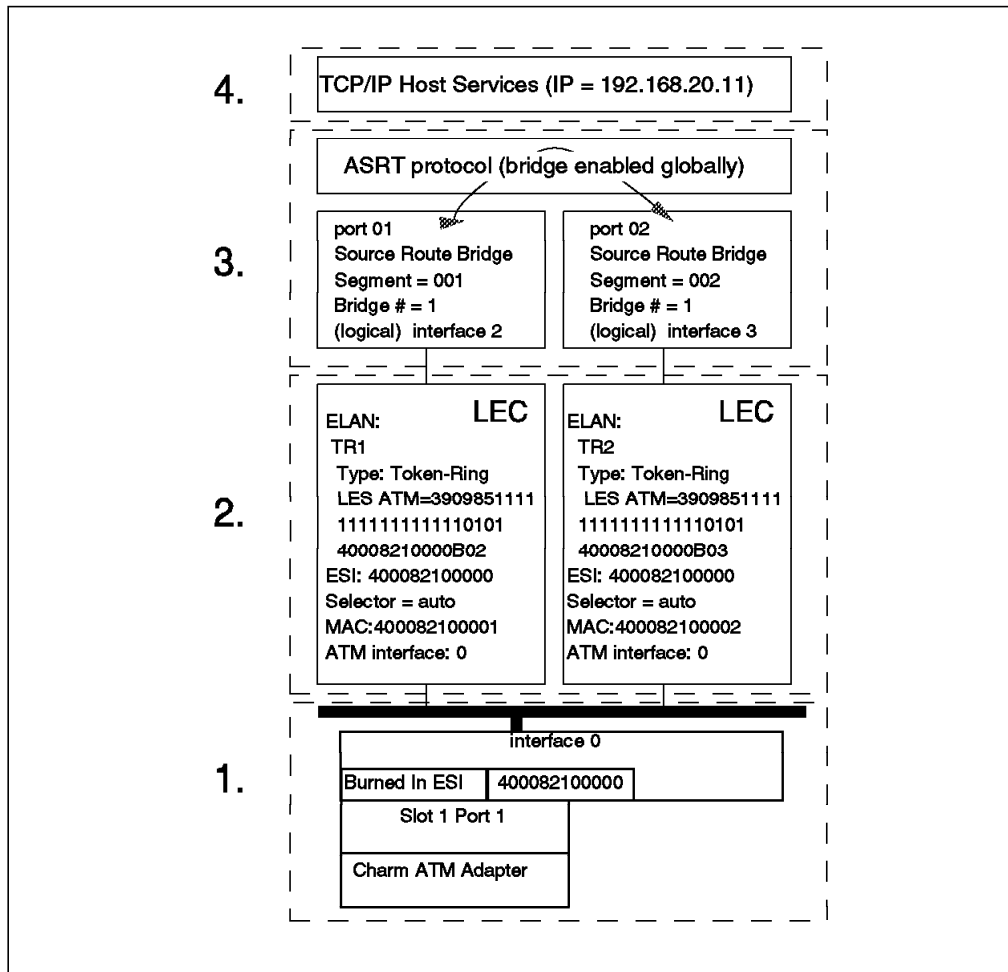 4.
TCP/IP Host Services (IP = 192.168.20.11)
3.
ASRT protocol (bridge enabled globally)
port 01
Source Route Bridge
Segment = 001
Bridge # = 1
(logical) interface 2
port 02
Source Route Bridge
Segment = 002
Bridge # = 1
(logical) interface 3
2.
LEC
ELAN:
TR1
Type: Token-Ring
LES ATM=3909851111
1111111111110101
40008210000B02
ESI: 400082100000
Selector = auto
MAC:400082100001
ATM interface: 0
LEC
ELAN:
TR2
Type: Token-Ring
LES ATM=3909851111
1111111111110101
40008210000B03
ESI: 400082100000
Selector = auto
MAC:400082100002
ATM interface: 0
1.
interface 0
Burned In ESI 400082100000
Slot 1 Port 1
Charm ATM Adapter